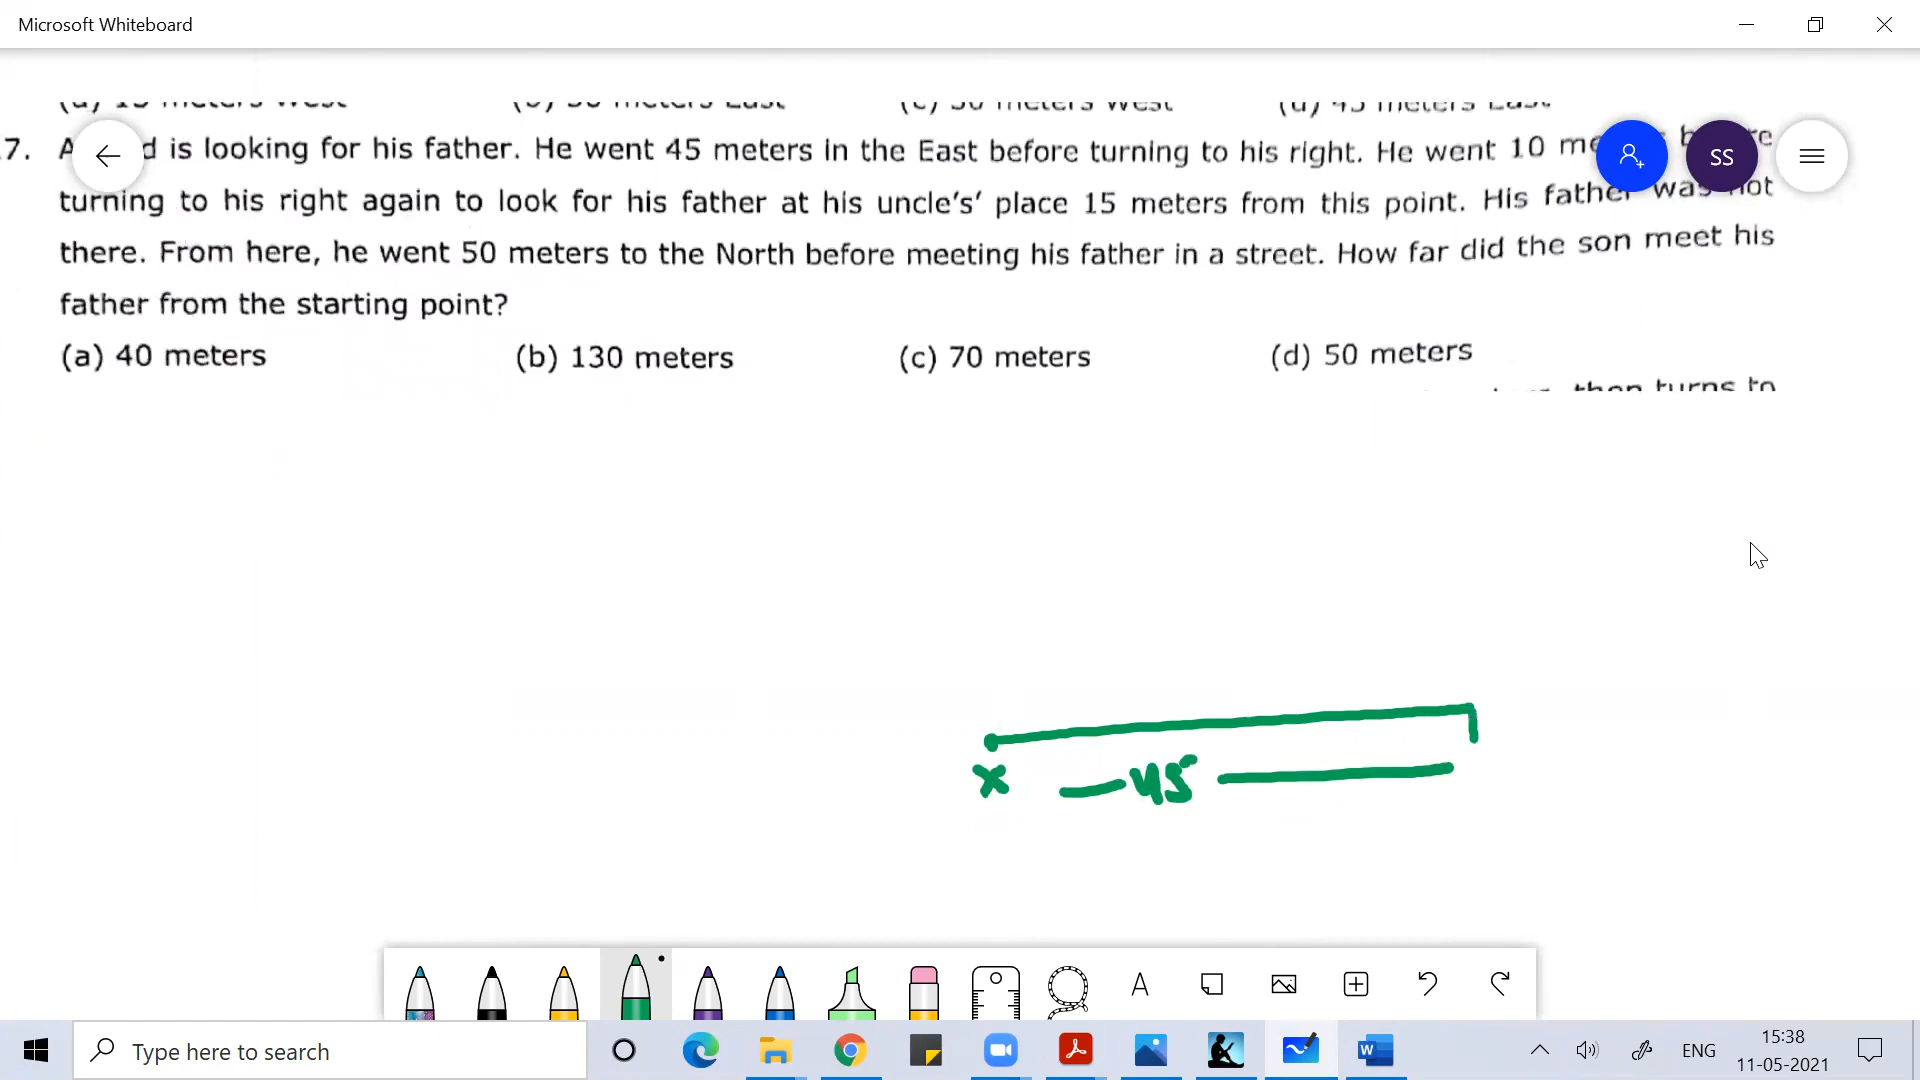 Microsoft Whiteboard
7. is looking for his father. He went 45 meters in the East before turning to his right. He went 10
SS
turning to his right again to look for his father at his uncle's' place 15 meters from this point. His father was not
there. From here, he went 50 meters to the North before meeting his father in a street. How far did the son meet his
father from the starting point?
(a) 40 meters (b) 130 meters (c) 70 meters (d) 50 meters
then turns to
x 45
A
Type here to search
ENG
15:38
11-05-2021